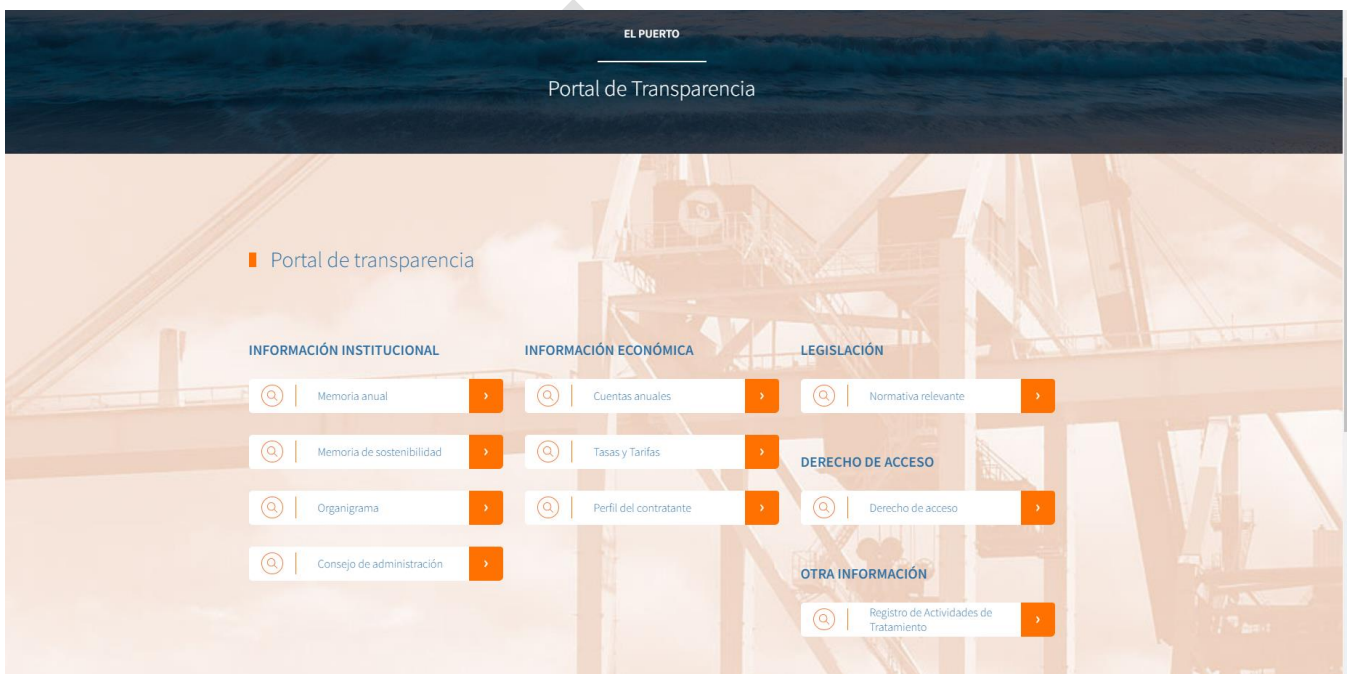 EL PUERTO
Portal de Transparencia
Portal de transparencia
INFORMACIÓN INSTITUCIONAL
Memoria anual
Memoria de sostenibilidad
Organigrama
Consejo de administración
INFORMACIÓN ECONÓMICA
Cuentas anuales
Tasas y Tarifas
Perfil del contratante
LEGISLACIÓN
Normativa relevante
DERECHO DE ACCESO
Derecho de acceso
OTRA INFORMACIÓN
Registro de Actividades de
Tratamiento